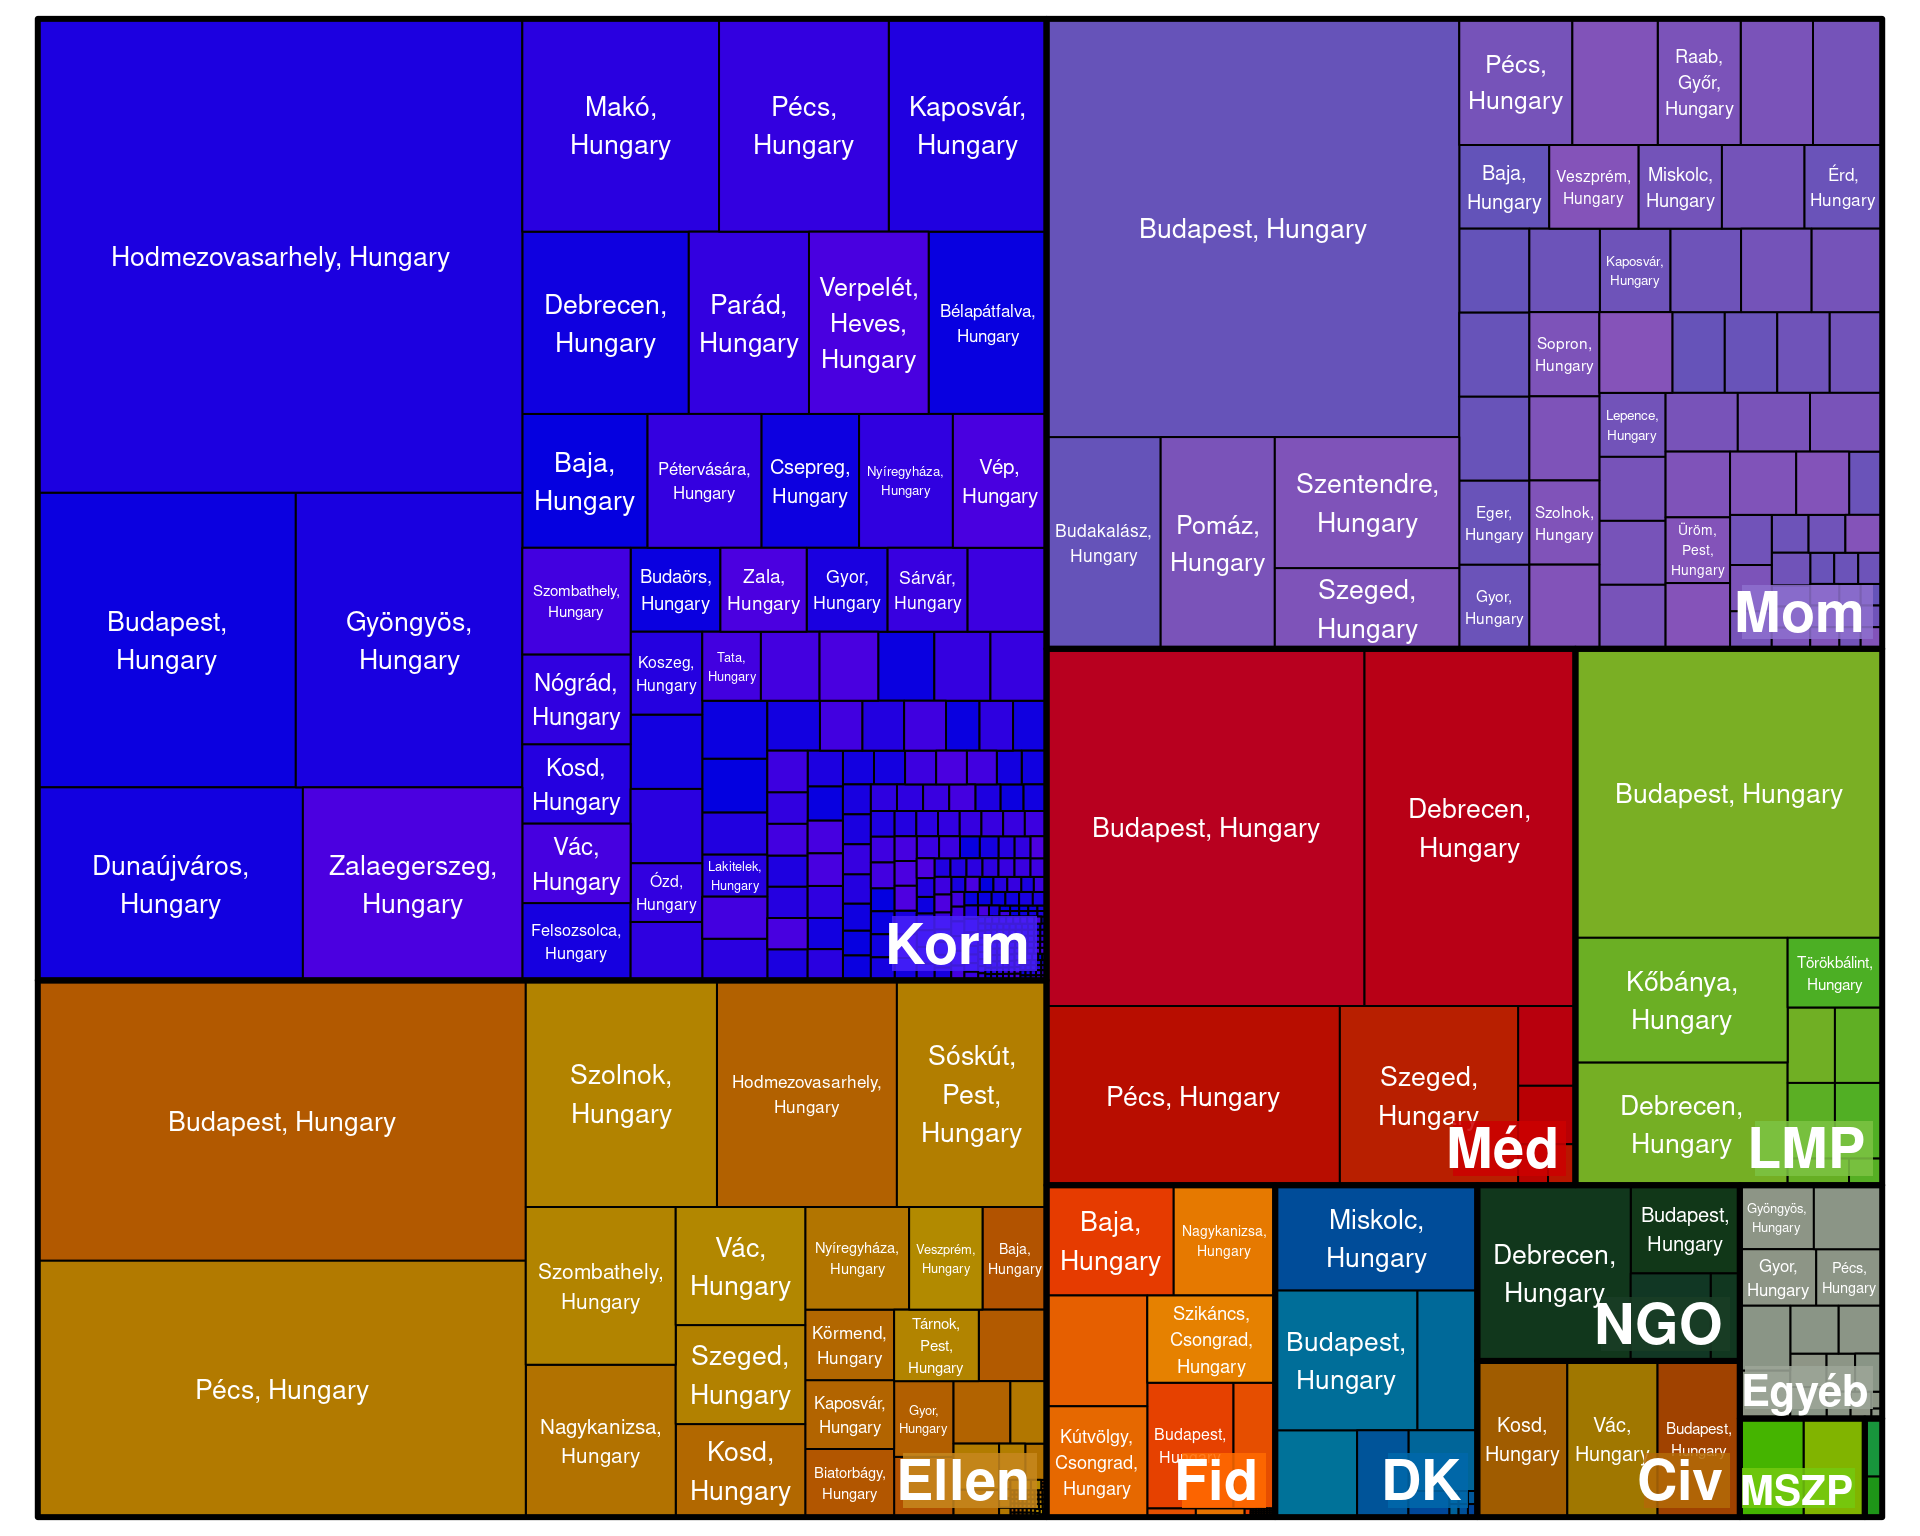 Hodmezovasarhely, Hungary
Budapest,
Hungary
Gyöngyös,
Hungary
Dunaújváros,
Hungary
Zalaegerszeg,
Hungary
Makó,
Hungary
Pécs,
Hungary
Kaposvár,
Hungary
Debrecen,
Hungary
Parád,
Hungary
Verpelét,
Heves,
Hungary
Bélapátfalva,
Hungary
Baja,
Hungary
Pétervására,
Hungary
Csepreg,
Hungary
Nyíregyháza,
Hungary
Vép,
Hungary
Szombathely,
Hungary
Budaörs,
Hungary
Zala,
Hungary
Gyor,
Hungary
Sárvár,
Hungary
Nógrád,
Hungary
Koszeg,
Hungary
Tata,
Hungary
Kosd,
Hungary
Vác,
Hungary
Ózd,
Hungary
Lakitelek,
Hungary
Felsozsolca,
Hungary
Korm
Budapest, Hungary
Budakalász,
Hungary
Pomáz,
Hungary
Szentendre,
Hungary
Szeged,
Hungary
Pécs,
Hungary
Raab,
Győr,
Hungary
Baja,
Hungary
Veszprém,
Hungary
Miskolc,
Hungary
Érd,
Hungary
Kaposvár,
Hungary
Sopron,
Hungary
Lepence,
Hungary
Eger,
Hungary
Szolnok,
Hungary
Üröm,
Pest,
Hungary
Gyor,
Hungary
Mom
Budapest, Hungary
Pécs, Hungary
Szolnok,
Hungary
Hodmezovasarhely,
Hungary
Sóskút,
Pest,
Hungary
Szombathely,
Hungary
Vác,
Hungary
Nyíregyháza,
Hungary
Veszprém,
Hungary
Baja,
Hungary
Szeged,
Hungary
Körmend,
Hungary
Tárnok,
Pest,
Hungary
Nagykanizsa,
Hungary
Kosd,
Hungary
Kaposvár,
Hungary
Gyor,
Hungary
Biatorbágy,
Hungary
Ellen
Budapest, Hungary
Debrecen,
Hungary
Pécs, Hungary
Szeged,
Hungary
Méd
Budapest, Hungary
Kőbánya,
Hungary
Törökbálint,
Hungary
Debrecen,
Hungary
LMP
Baja,
Hungary
Nagykanizsa,
Hungary
Szikáncs,
Csongrad,
Hungary
Kútvölgy,
Csongrad,
Hungary
Budapest,
Hungary
Fid
Miskolc,
Hungary
Budapest,
Hungary
DK
Debrecen,
Hungary
Budapest,
Hungary
NGO
Kosd,
Hungary
Vác,
Hungary
Budapest,
Hungary
Civ
Gyöngyös,
Hungary
Gyor,
Hungary
Pécs,
Hungary
Egyéb
MSZP